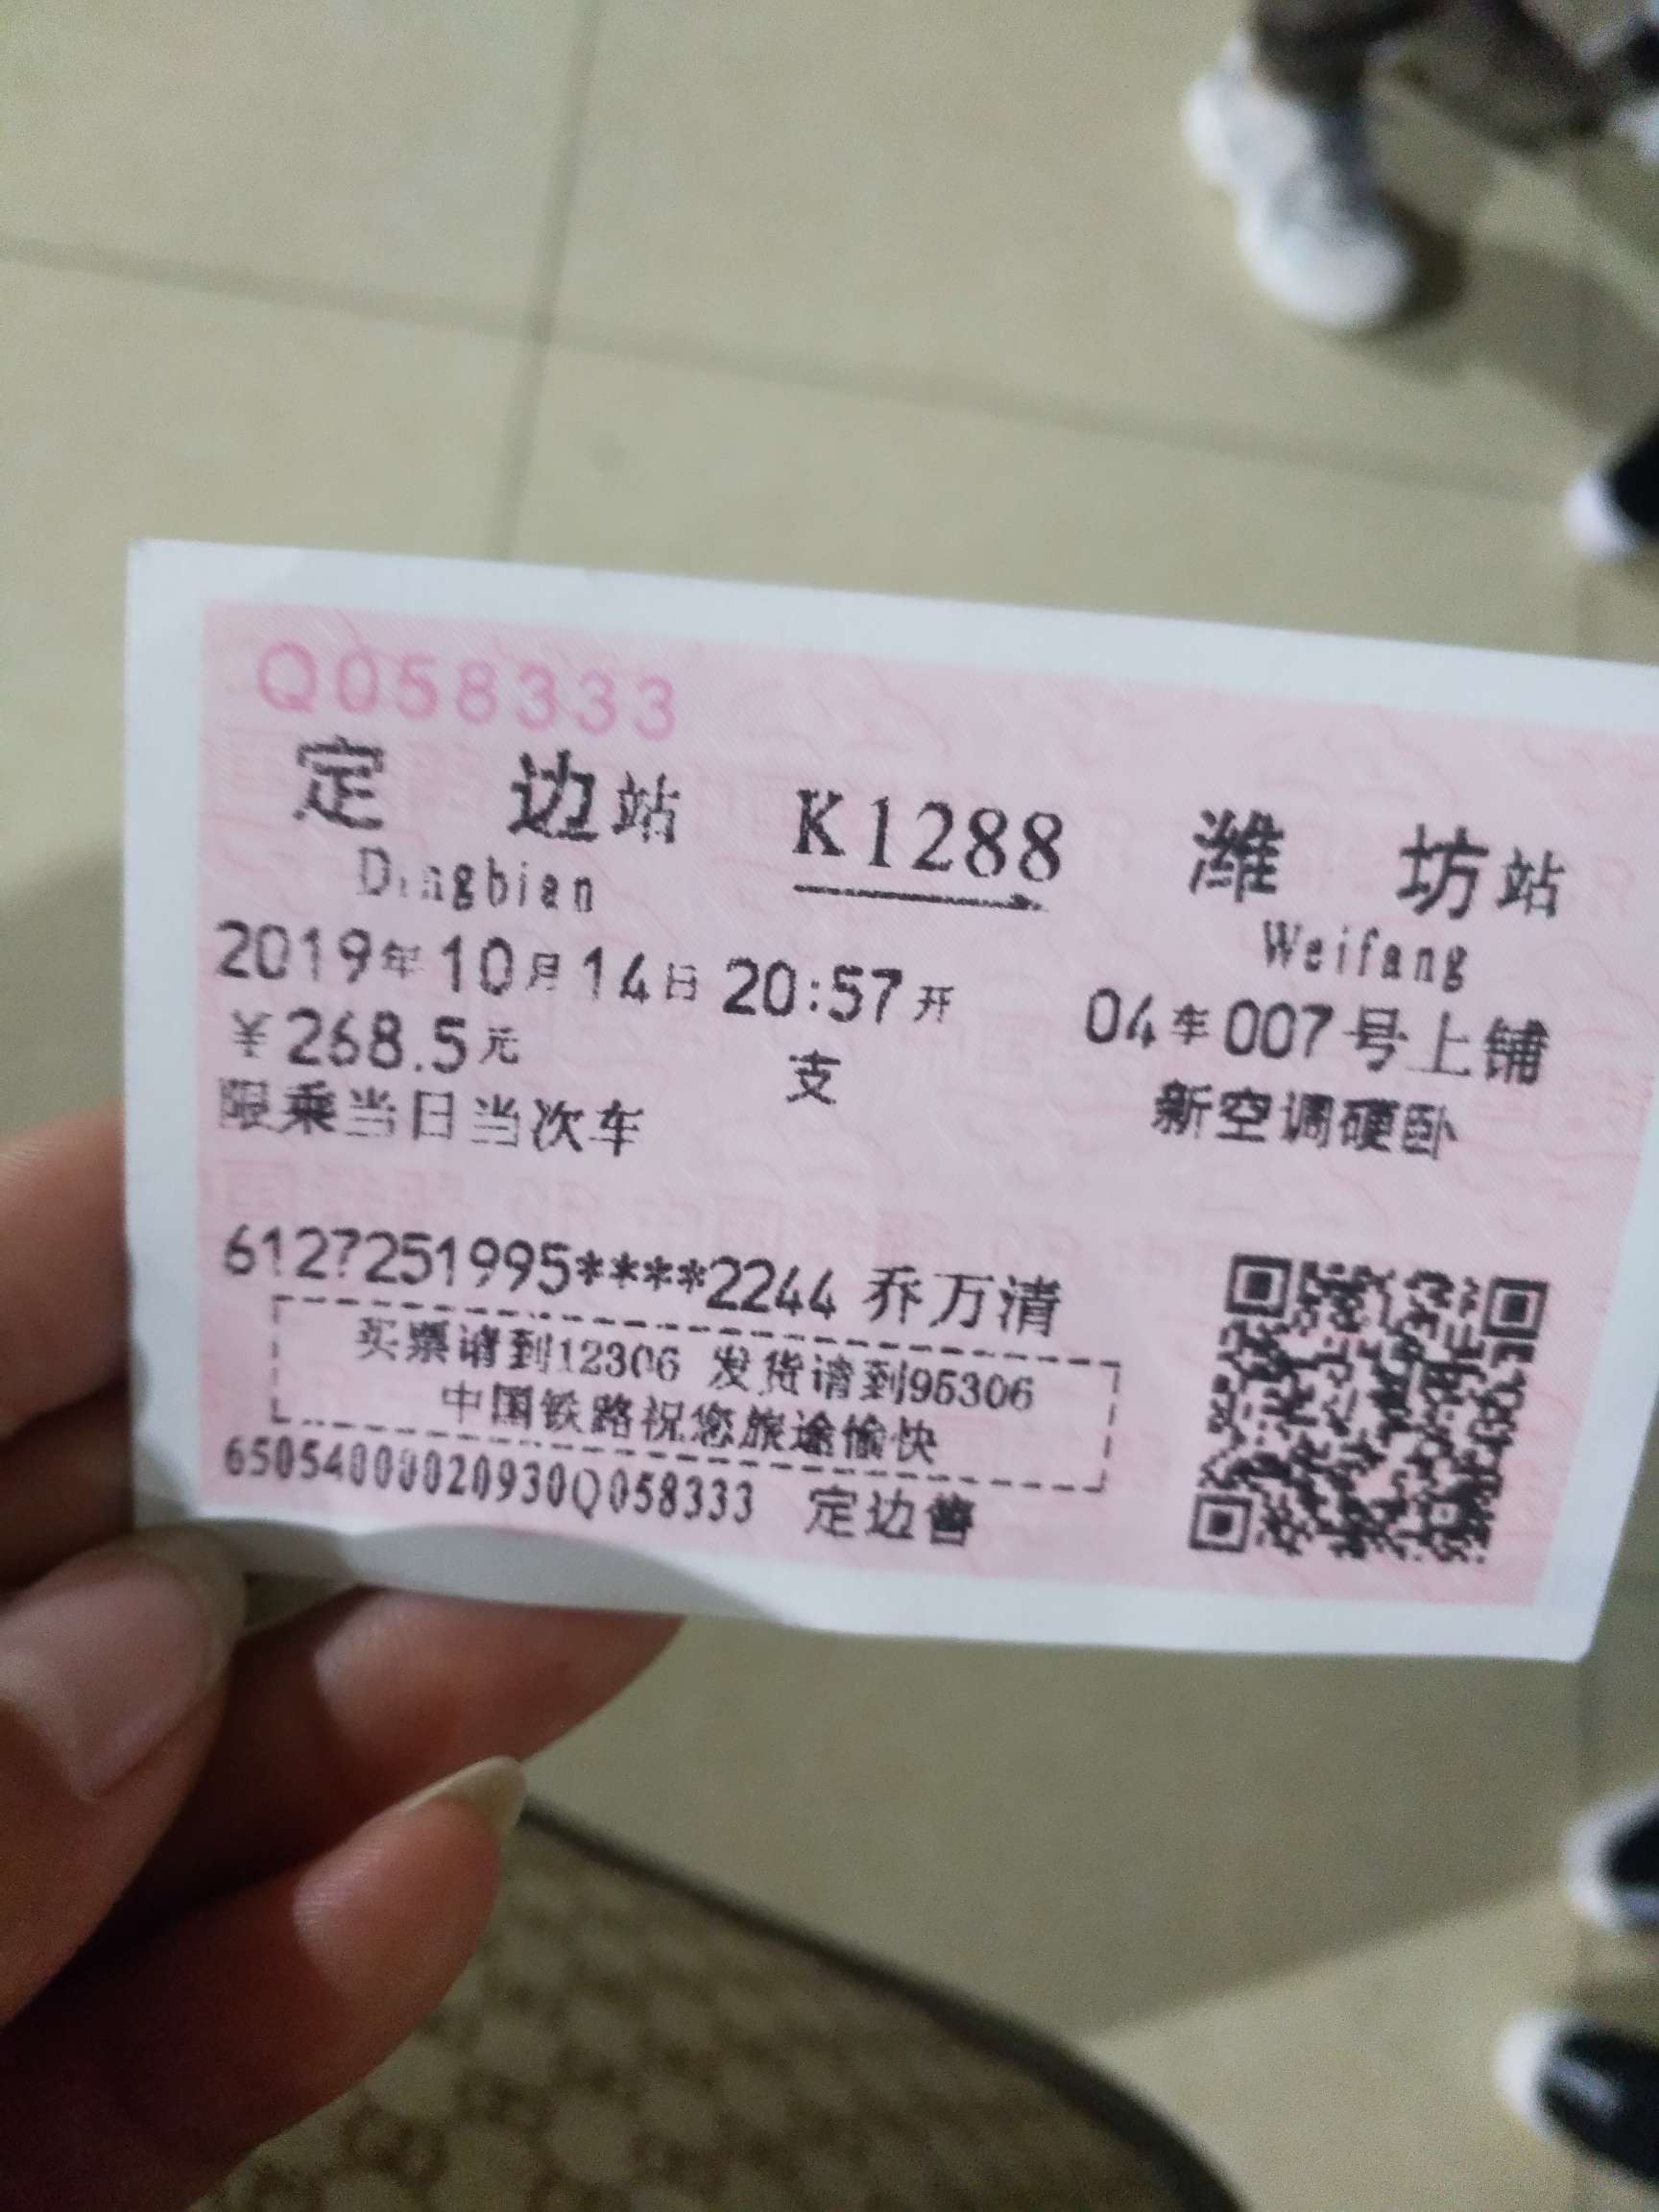 Q058333
定边站 K1288 潍坊站
Dingbian Weifang
2019年10月14日20:57开 04车007号上铺
¥268.5元 支 新空调硬卧
限乘当日当次车
6127251995****2244 乔万清
买票请到12306 发货请到95306
中国铁路祝您旅途愉快
65054000020930Q058333 定边售